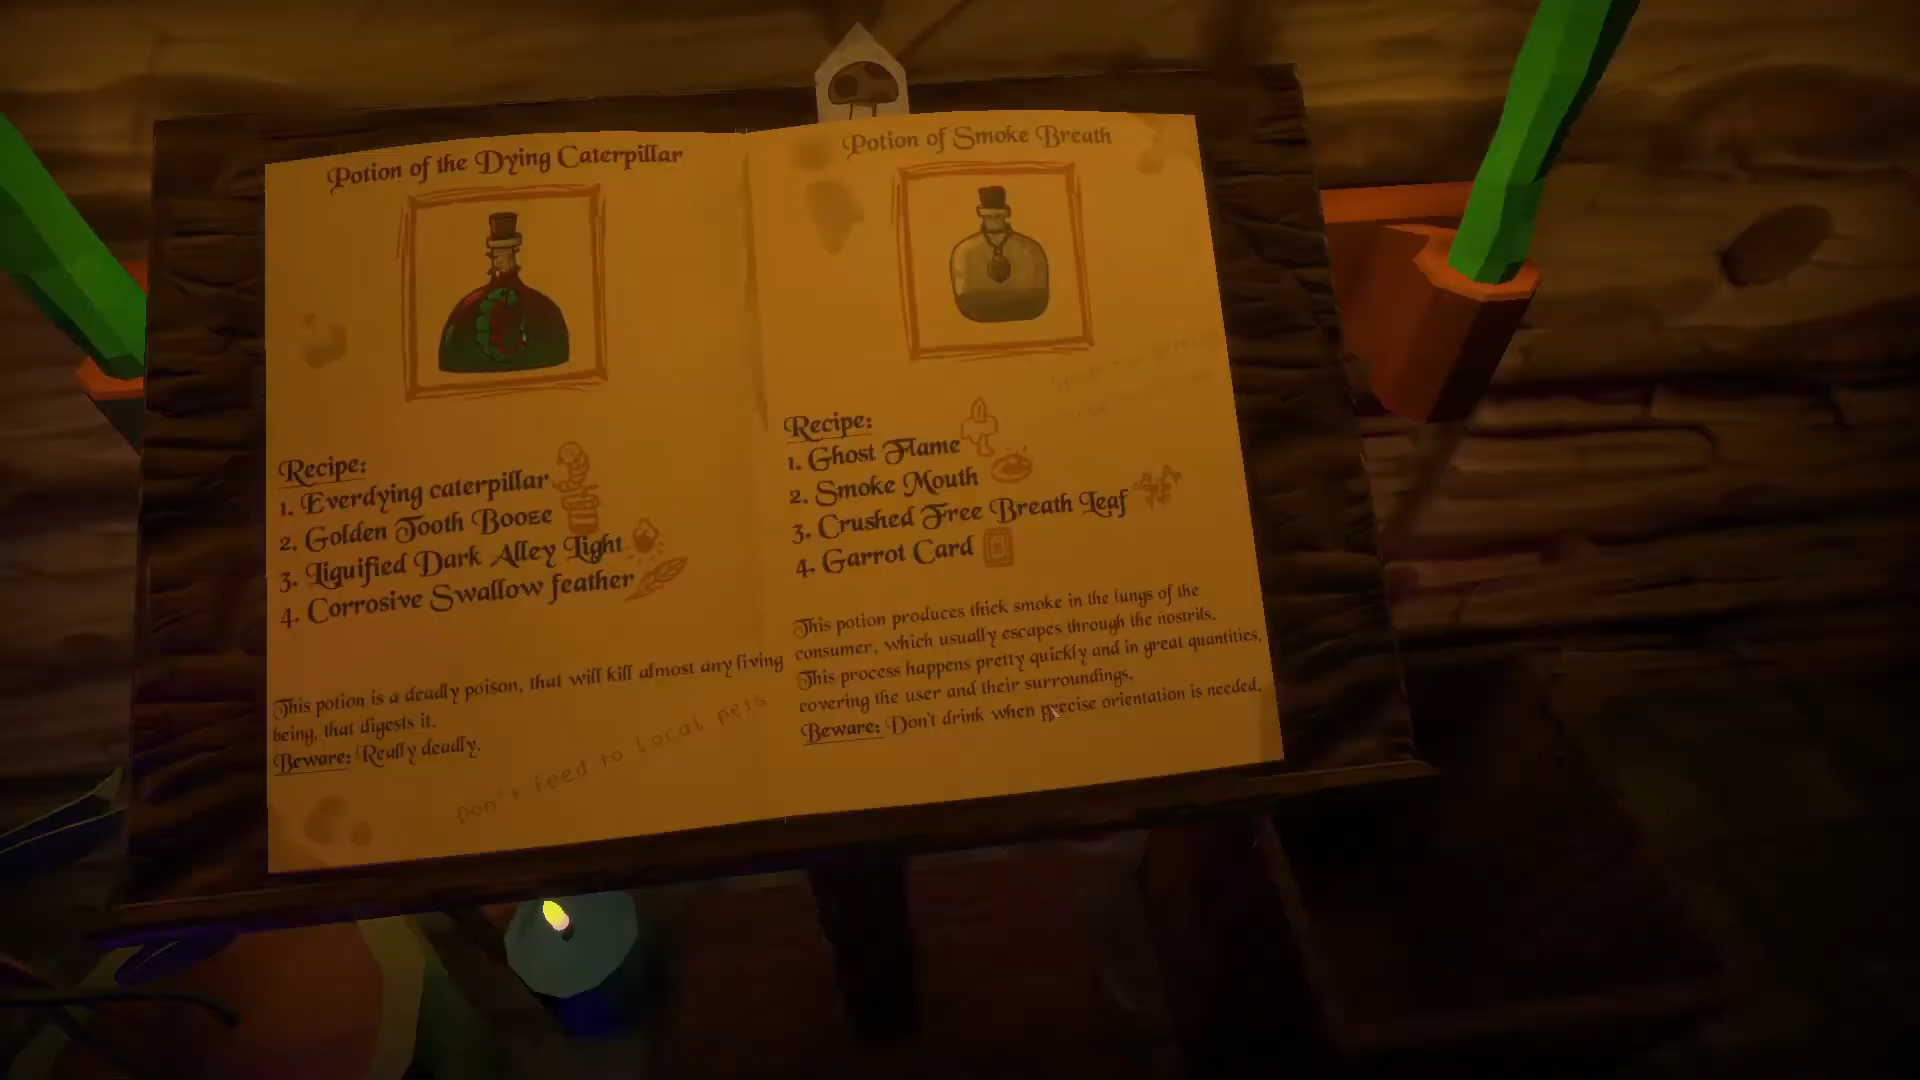 Potion of the Dying Caterpillar
Recipe:
1. Everdying caterpillar
2. Golden Tooth Booze
3. Liquified Dark Alley Light
4. Corrosive Swallow feather
This potion is a deadly poison, that will kill almost any living
being, that digests it.
Beware: Really deadly.
Don't feed to Local pets
Potion of Smoke Breath
Recipe:
1. Ghost Flame
2. Smoke Mouth
3. Crushed Free Breath Leaf
4. Garrot Card
This potion produces thick smoke in the lungs of the
consumer, which usually escapes through the nostrils.
This process happens pretty quickly and in great quantities,
covering the user and their surroundings.
Beware: Don't drink when precise orientation is needed.